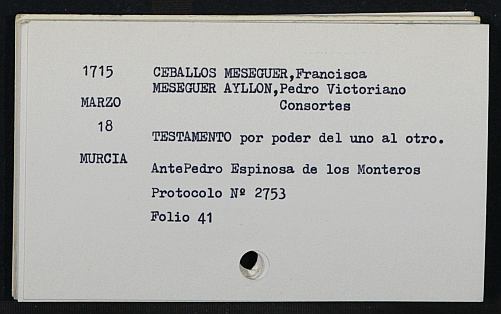 1715 CEBALLOS MESEGUER,Francisca
MESEGUER AYLLON,Pedro Victoriano
MARZO Consortes
18
TESTAMENTO por poder del uno al otro.
MURCIA
AntePedro Espinosa de los Monteros
Protocolo Nº 2753
Folio 41